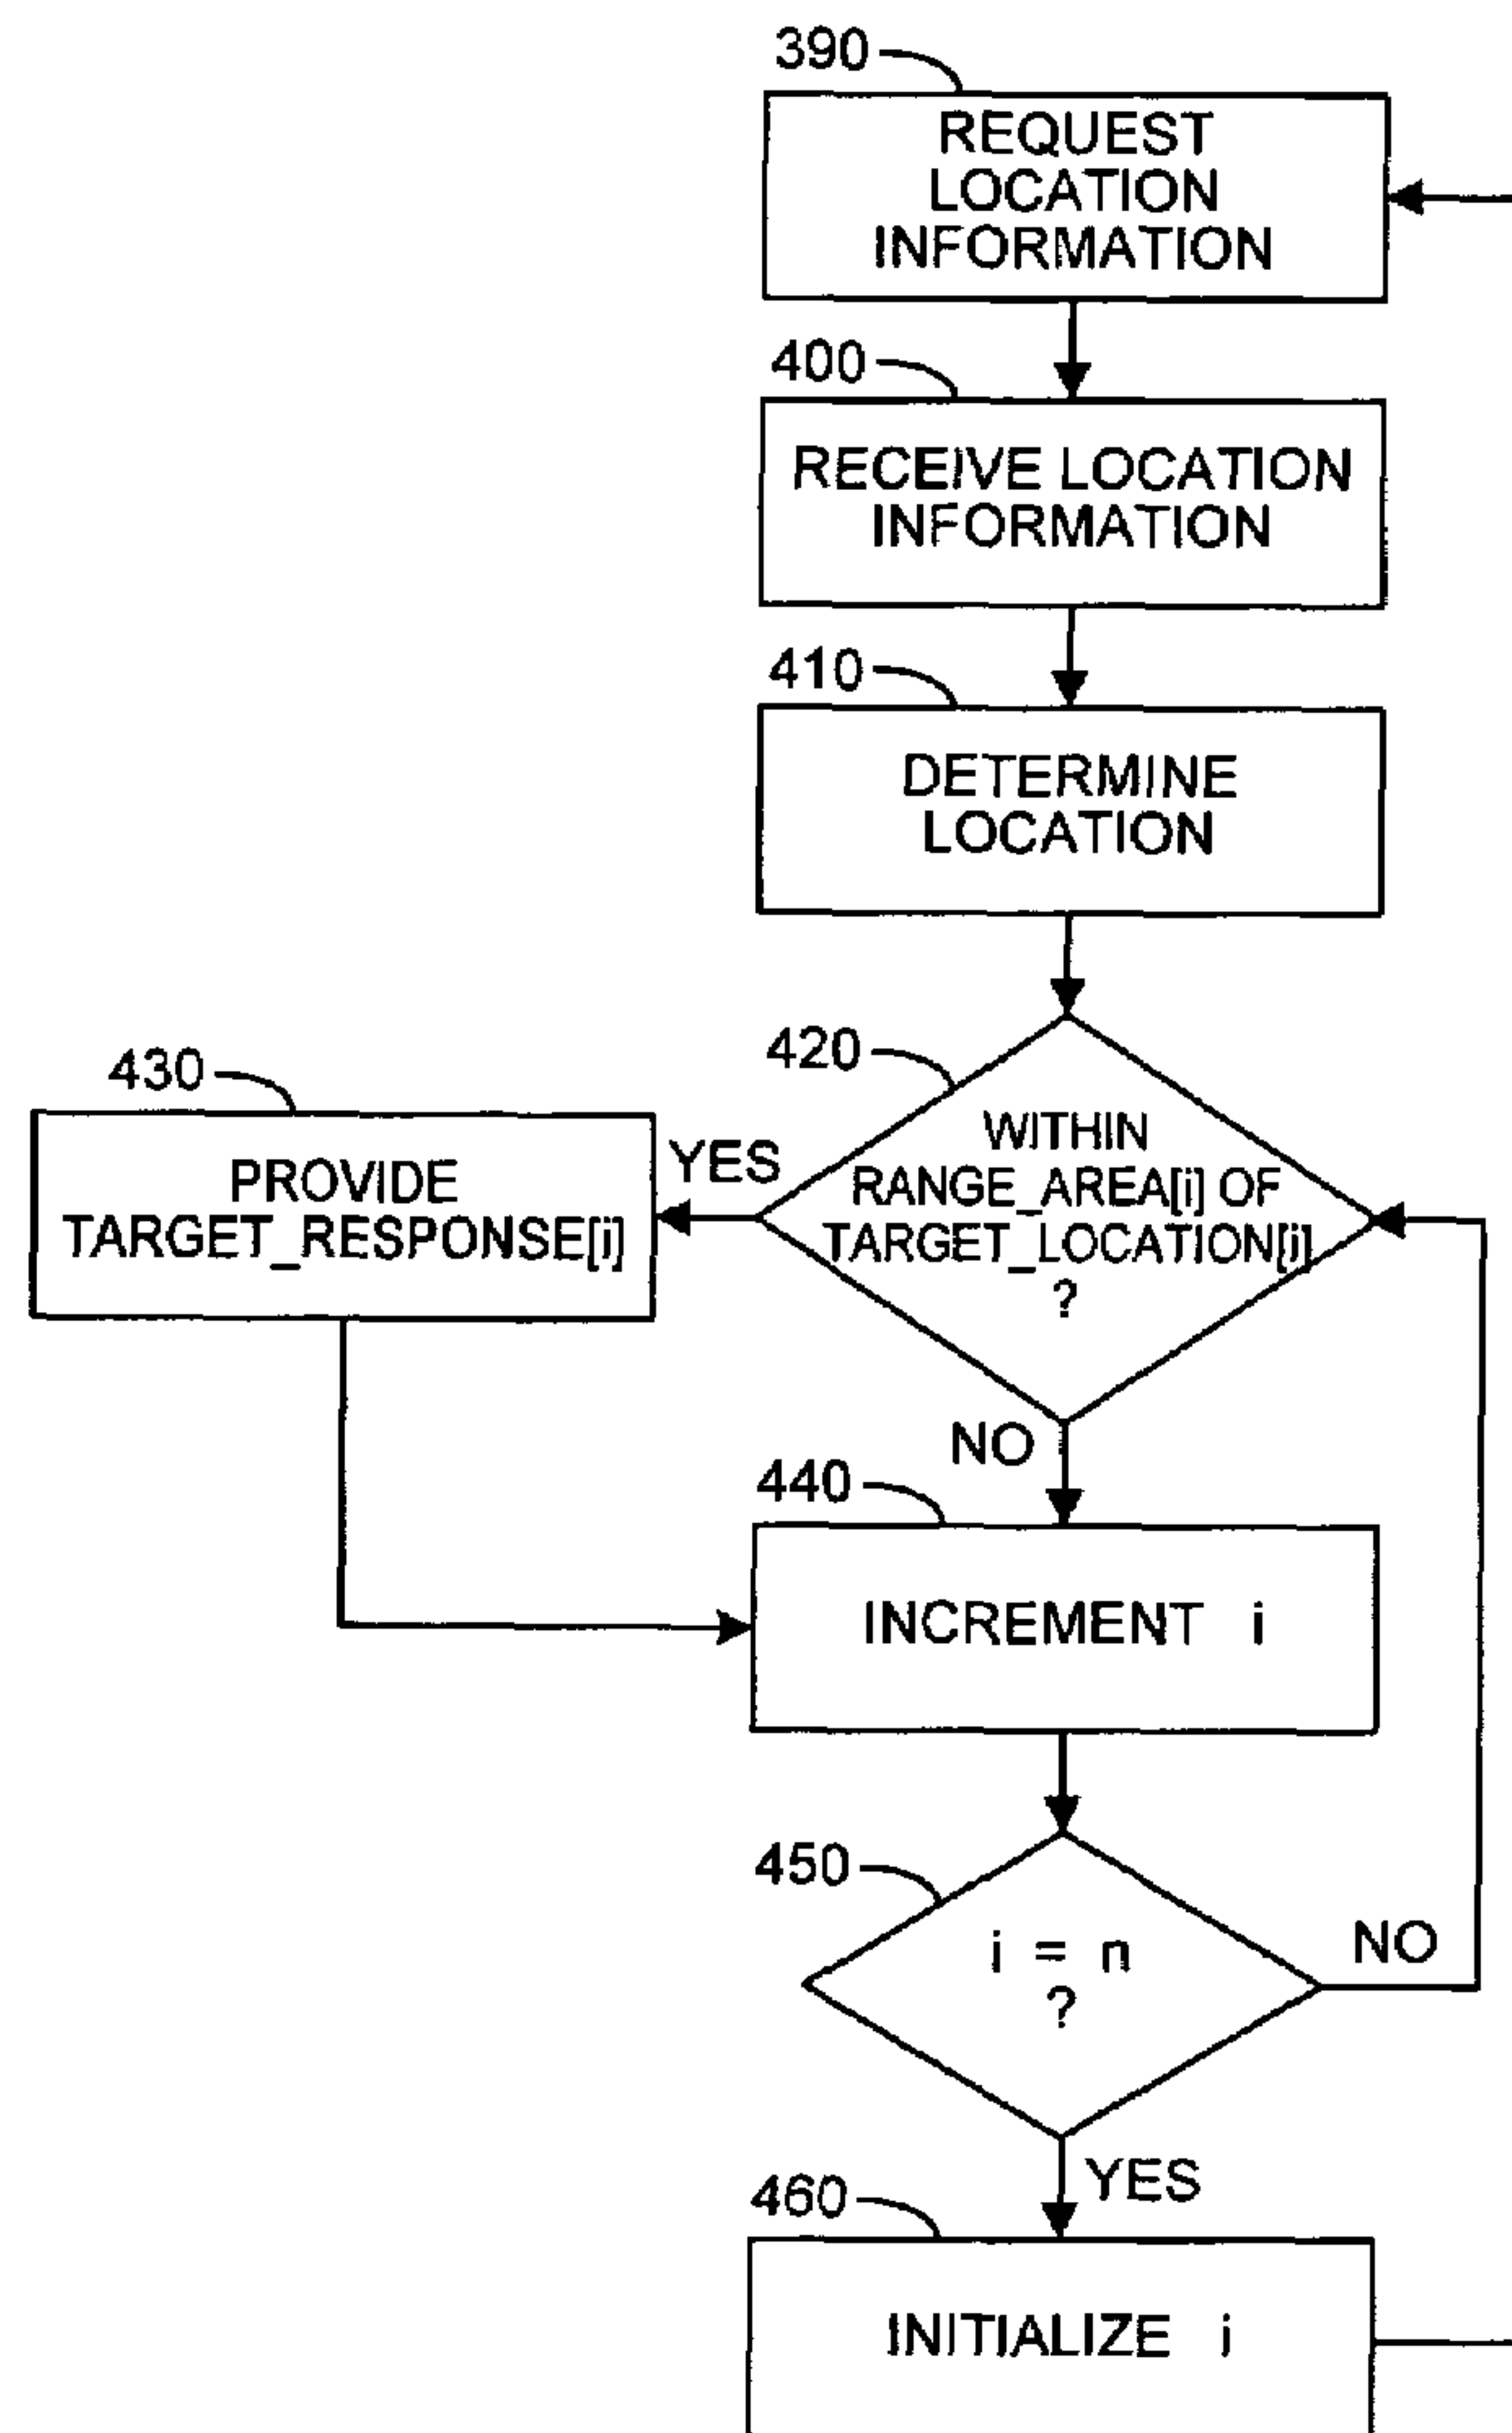 390
REQUEST
LOCATION
INFORMATION
400
RECEIVE LOCATION
INFORMATION
410
DETERMINE
LOCATION
420
WITHIN
RANGE_AREA[i] OF
TARGET_LOCATION[i]
?
YES
430
PROVIDE
TARGET_RESPONSE[i]
NO
440
INCREMENT i
450
i = n
?
NO
YES
460
INITIALIZE i